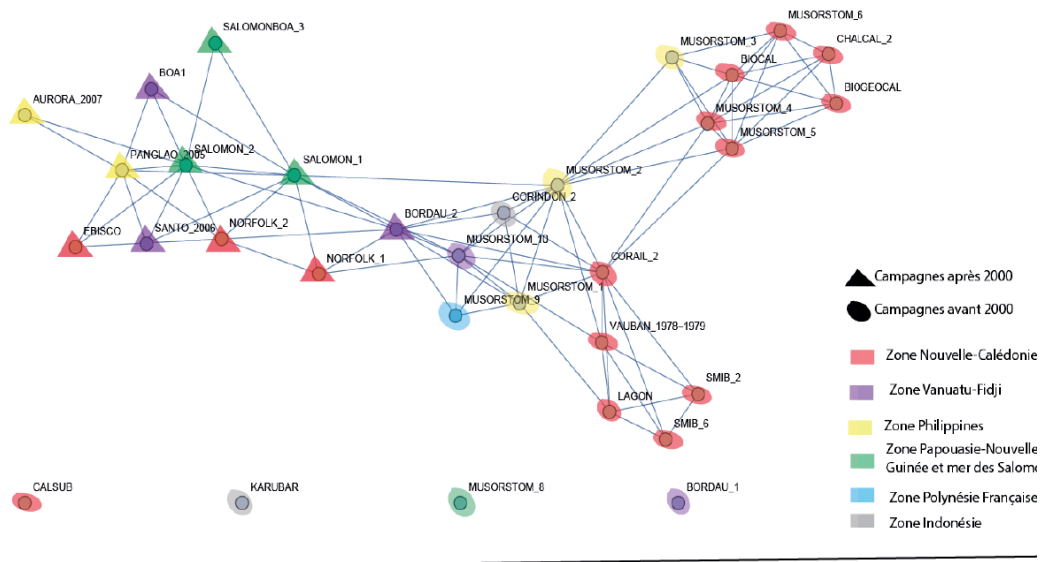 MUSORSTOM_6
SALOMONBOA_3
CHALCAL_2
MUSORSTOM_3
BIOCAL
BOA1
BIOGEOCAL
AURORA_2007
MUSORSTOM_4
MUSORSTOM_5
SALOMON_2
PANGLAO_2005
SALOMON_1
MUSORSTOM_2
CORINDON_2
BORDAU_2
NORFOLK_2
SANTO_2006
EBISCO
MUSORSTOM_10
NORFOLK_1
CORAIL_2
MUSORSTOM_1
MUSORSTOM_9
VAUBAN_1978-1979
SMIB_2
LAGON
SMIB_6
CALSUB
KARUBAR
MUSORSTOM_8
BORDAU_1
Campagnes après 2000
Campagnes avant 2000
Zone Nouvelle-Calédonie
Zone Vanuatu-Fidji
Zone Philippines
Zone Papouasie-Nouvelle
Guinée et mer des Salomo
Zone Polynésie Française
Zone Indonésie